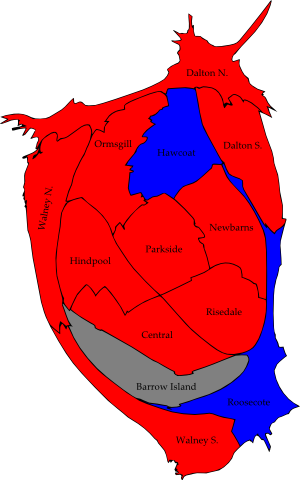 Dalton N.
Ormsgill
Hawcoat
Dalton S.
Walney N.
Newbarns
Parkside
Hindpool
Risedale
Central
Barrow Island
Roosecote
Walney S.